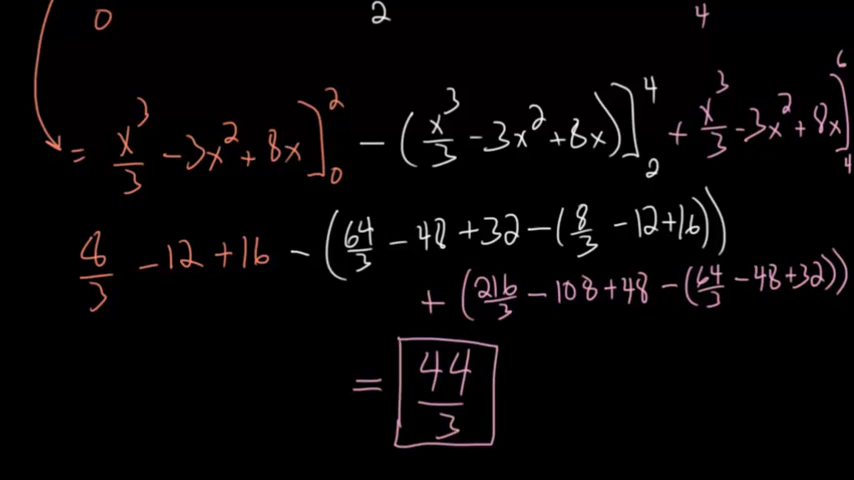 0 2 4
= x³/3 - 3x² + 8x]₀² - (x³/3 - 3x² + 8x)]₂⁴ + x³/3 - 3x² + 8x]₄⁶
8/3 - 12 + 16 - (64/3 - 48 + 32 - (8/3 - 12 + 16))
+ (216/3 - 108 + 48 - (64/3 - 48 + 32))
= 44/3